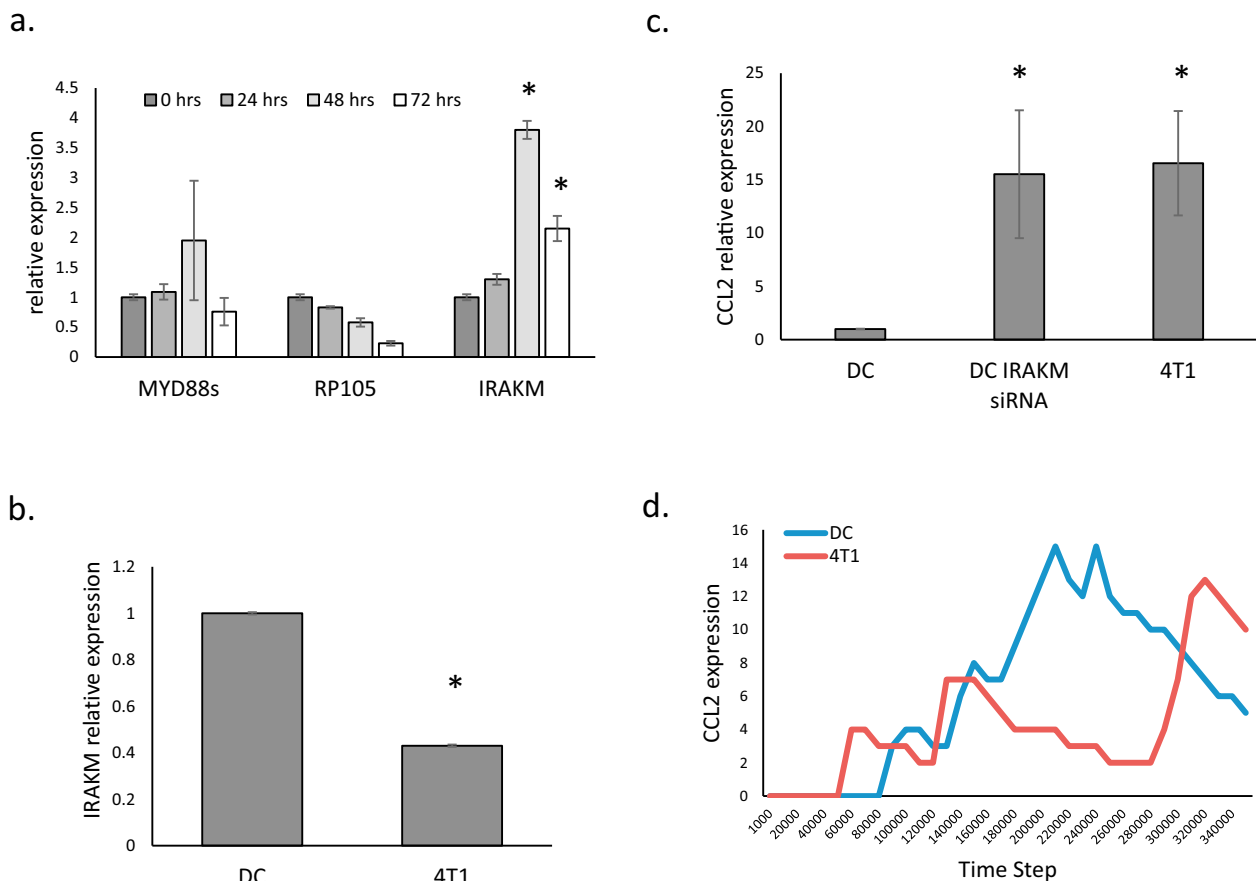 a.
relative expression
4.5
4
3.5
3
2.5
2
1.5
1
0.5
0
0 hrs 24 hrs 48 hrs 72 hrs
*
*
MYD88s RP105 IRAKM
b.
IRAKM relative expression
1.2
1
0.8
0.6
0.4
0.2
0
*
DC 4T1
c.
CCL2 relative expression
25
20
15
10
5
0
* *
DC DC IRAKM 4T1
siRNA
d.
CCL2 expression
16
14
12
10
8
6
4
2
0
DC
4T1
1000 20000 40000 60000 80000 100000 120000 140000 160000 180000 200000 220000 240000 260000 280000 300000 320000 340000
Time Step